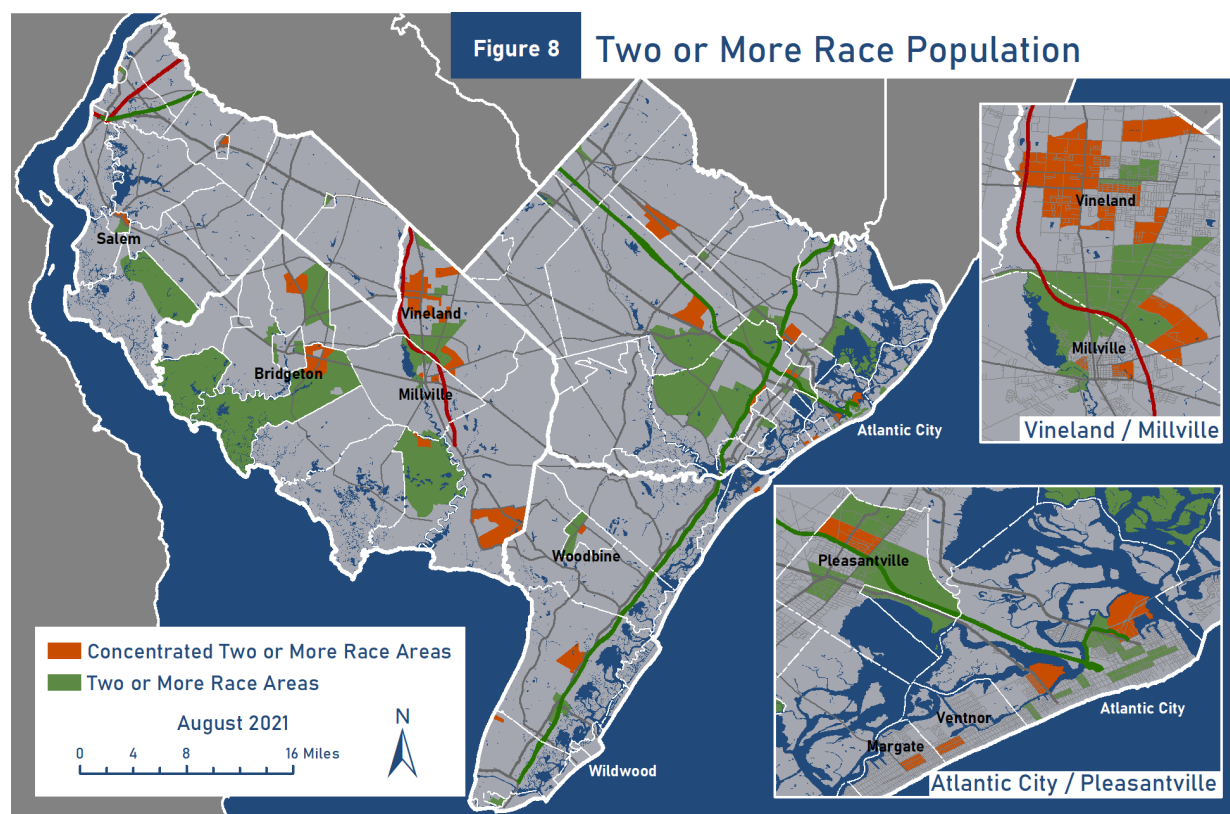 Figure 8
Two or More Race Population
Salem
Vineland
Bridgeton
Millville
Atlantic City
Woodbine
Wildwood
Vineland
Millville
Vineland / Millville
Pleasantville
Ventnor
Margate
Atlantic City
Atlantic City / Pleasantville
Concentrated Two or More Race Areas
Two or More Race Areas
August 2021
N
0 4 8 16 Miles